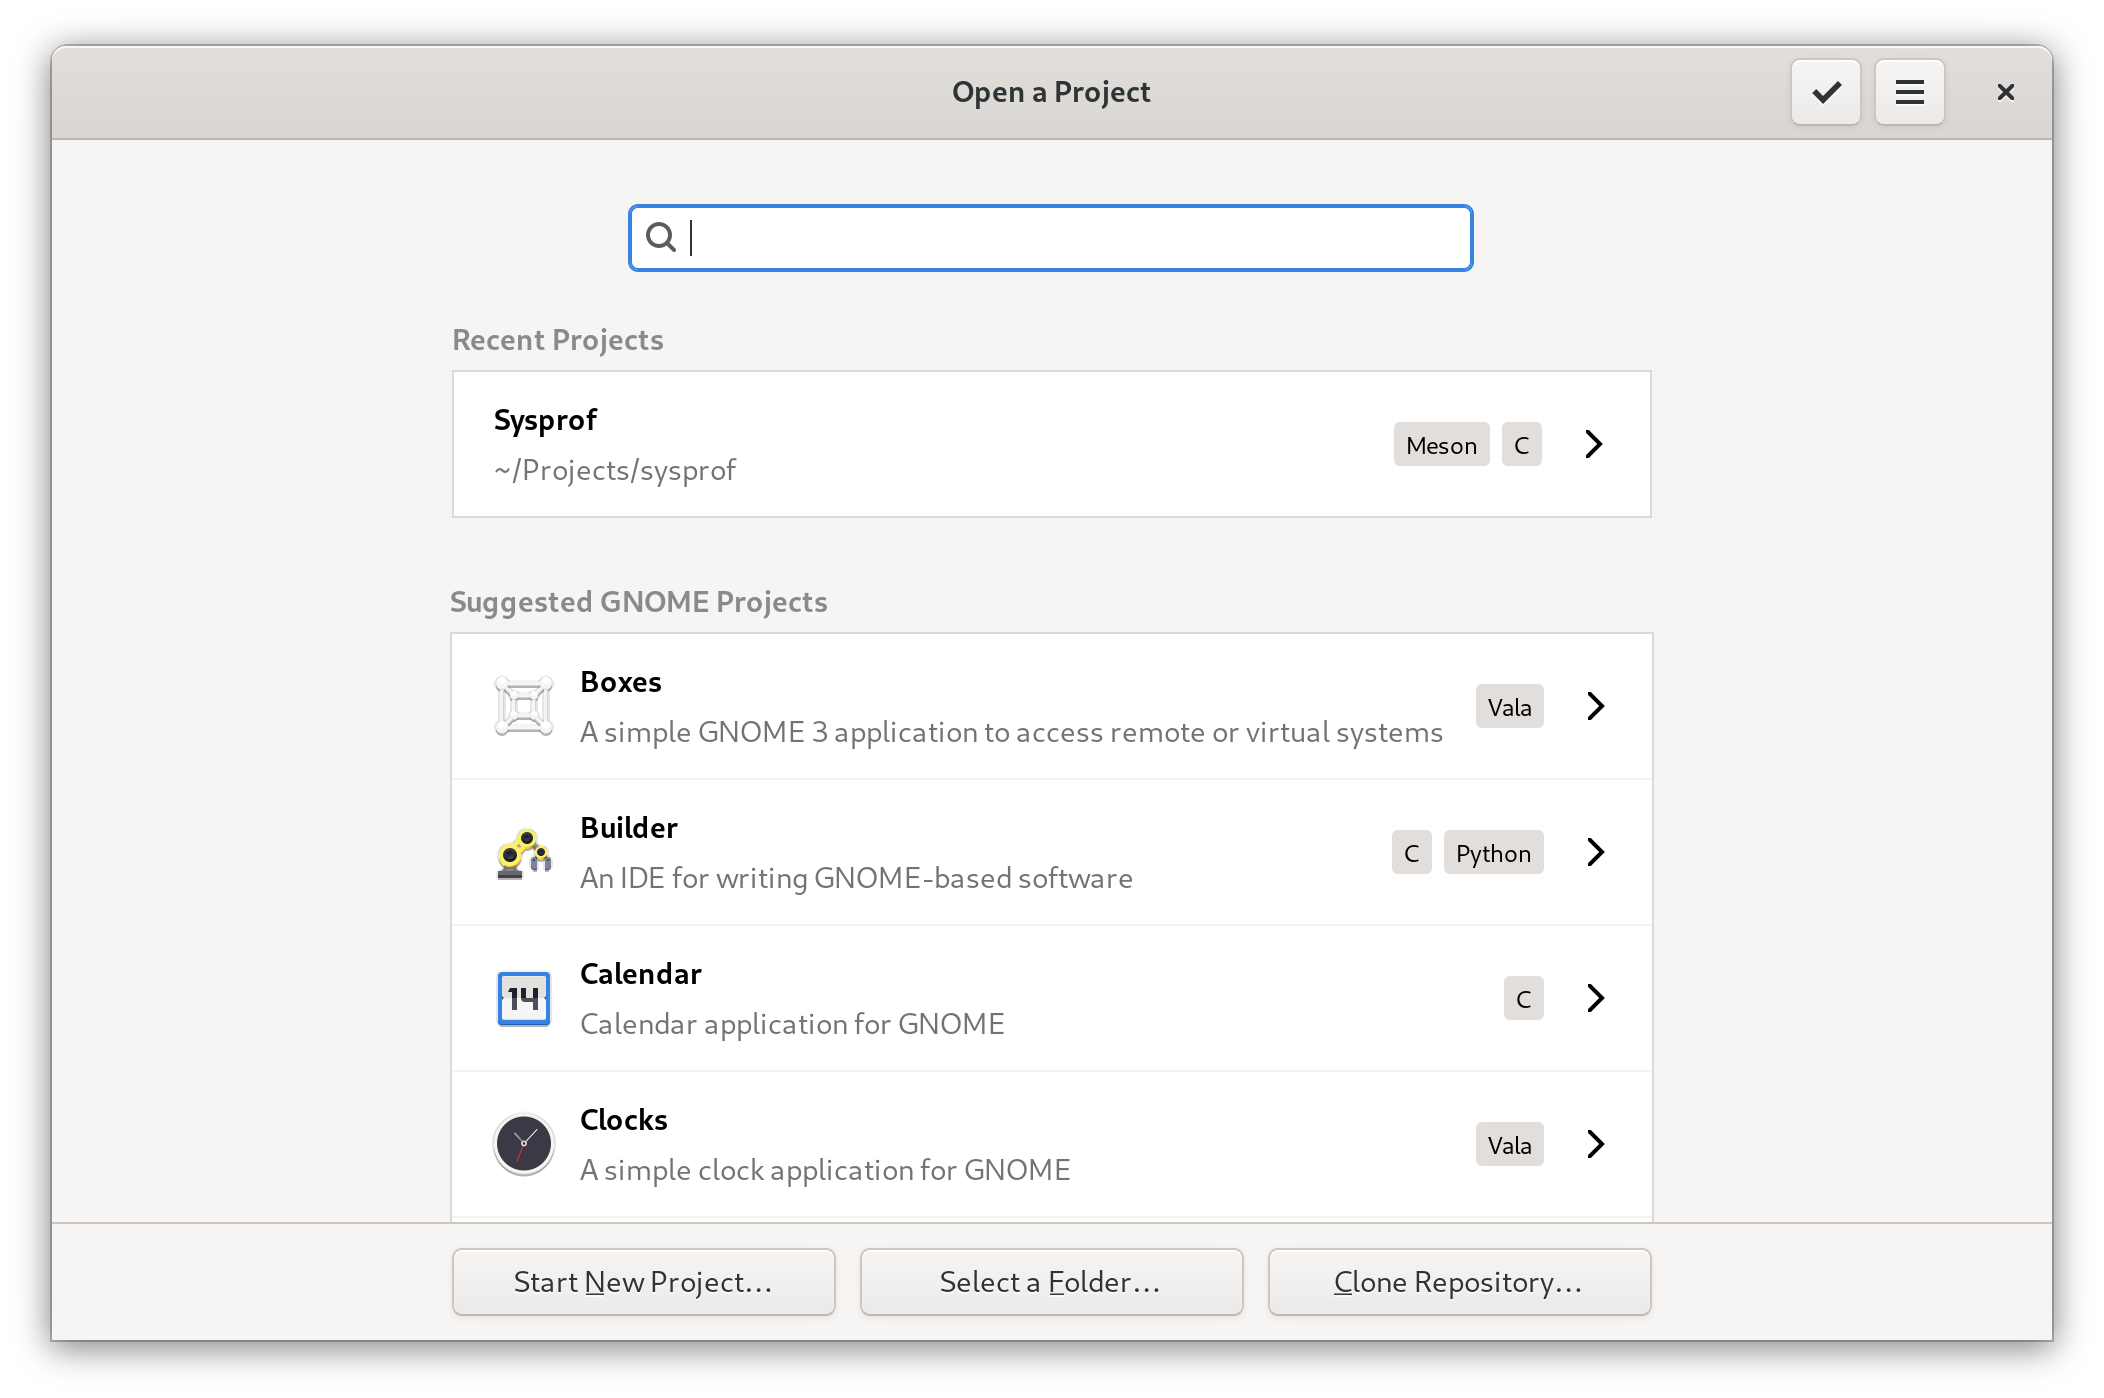 Open a Project
Recent Projects
Sysprof
~/Projects/sysprof
Meson C
Suggested GNOME Projects
Boxes
A simple GNOME 3 application to access remote or virtual systems
Vala
Builder
An IDE for writing GNOME-based software
C Python
14
Calendar
Calendar application for GNOME
C
Clocks
A simple clock application for GNOME
Vala
Start New Project…
Select a Folder…
Clone Repository…